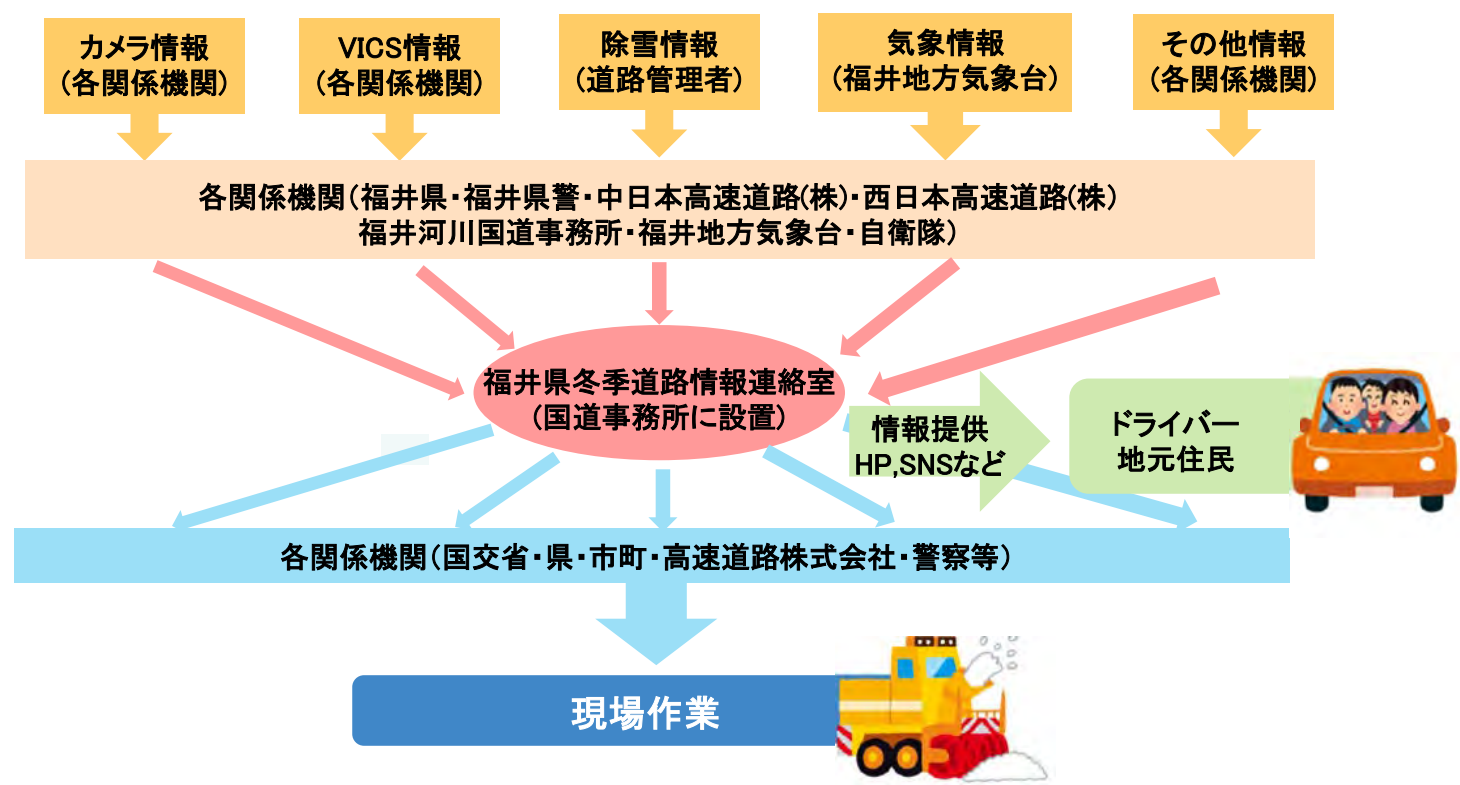 カメラ情報
(各関係機関)
VICS情報
(各関係機関)
除雪情報
(道路管理者)
気象情報
(福井地方気象台)
その他情報
(各関係機関)
各関係機関(福井県・福井県警・中日本高速道路(株)・西日本高速道路(株)
福井河川国道事務所・福井地方気象台・自衛隊)
福井県冬季道路情報連絡室
(国道事務所に設置)
情報提供
HP,SNSなど
ドライバー
地元住民
各関係機関(国交省・県・市町・高速道路株式会社・警察等)
現場作業